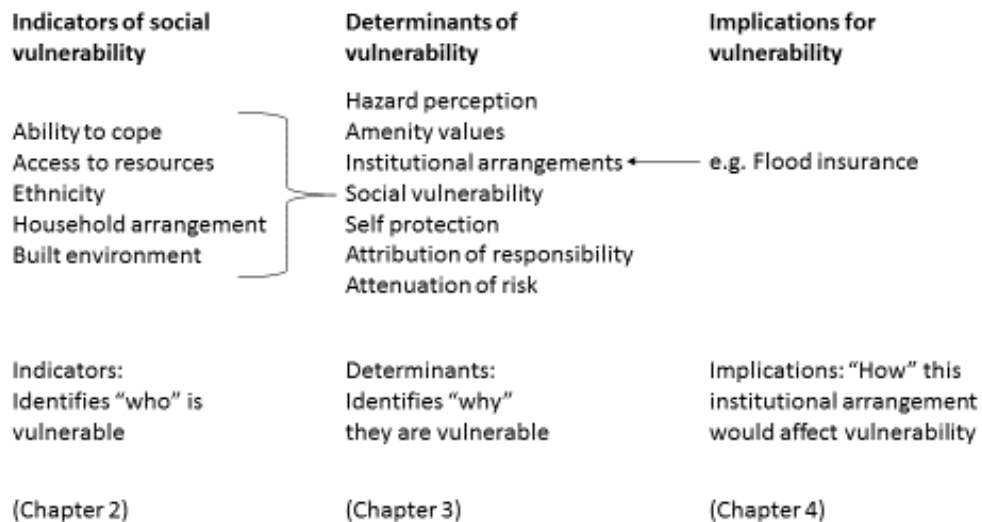 Indicators of social
vulnerability
Ability to cope
Access to resources
Ethnicity
Household arrangement
Built environment
Indicators:
Identifies “who” is
vulnerable
(Chapter 2)
Determinants of
vulnerability
Hazard perception
Amenity values
Institutional arrangements
Social vulnerability
Self protection
Attribution of responsibility
Attenuation of risk
Determinants:
Identifies “why”
they are vulnerable
(Chapter 3)
Implications for
vulnerability
e.g. Flood insurance
Implications: “How” this
institutional arrangement
would affect vulnerability
(Chapter 4)